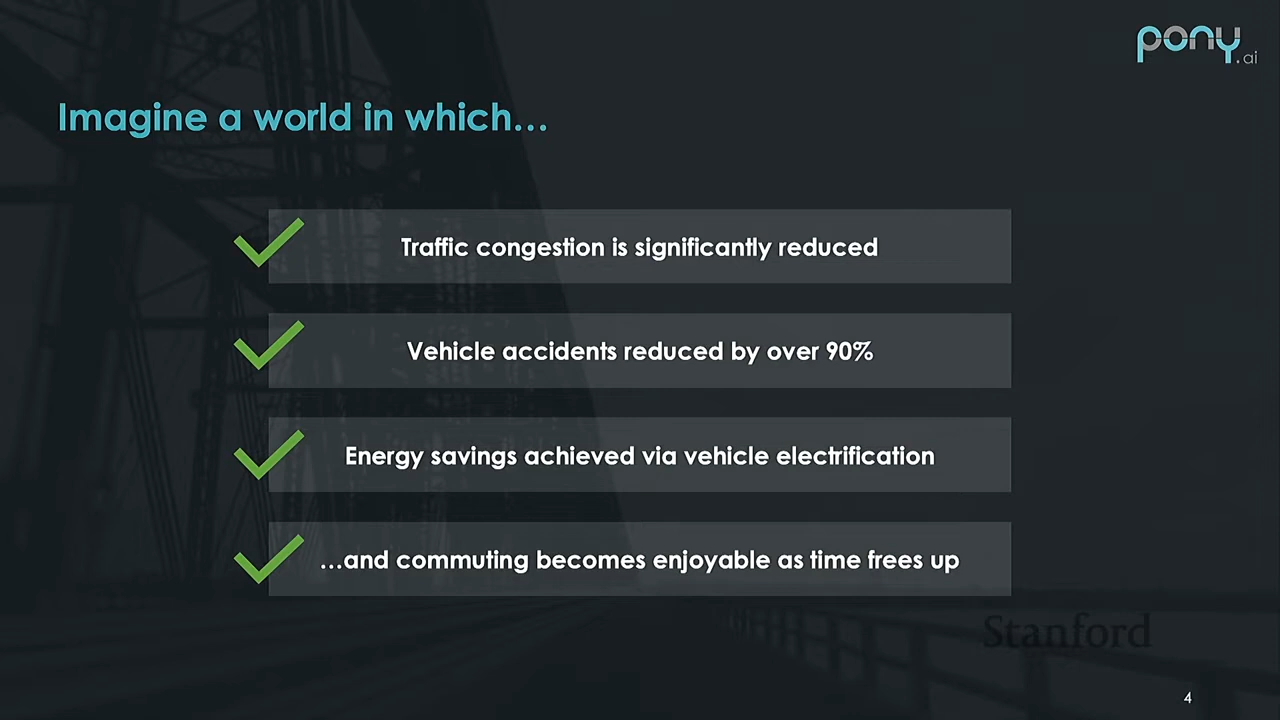 pony.ai
Imagine a world in which...
Traffic congestion is significantly reduced
Vehicle accidents reduced by over 90%
Energy savings achieved via vehicle electrification
...and commuting becomes enjoyable as time frees up
Stanford
4